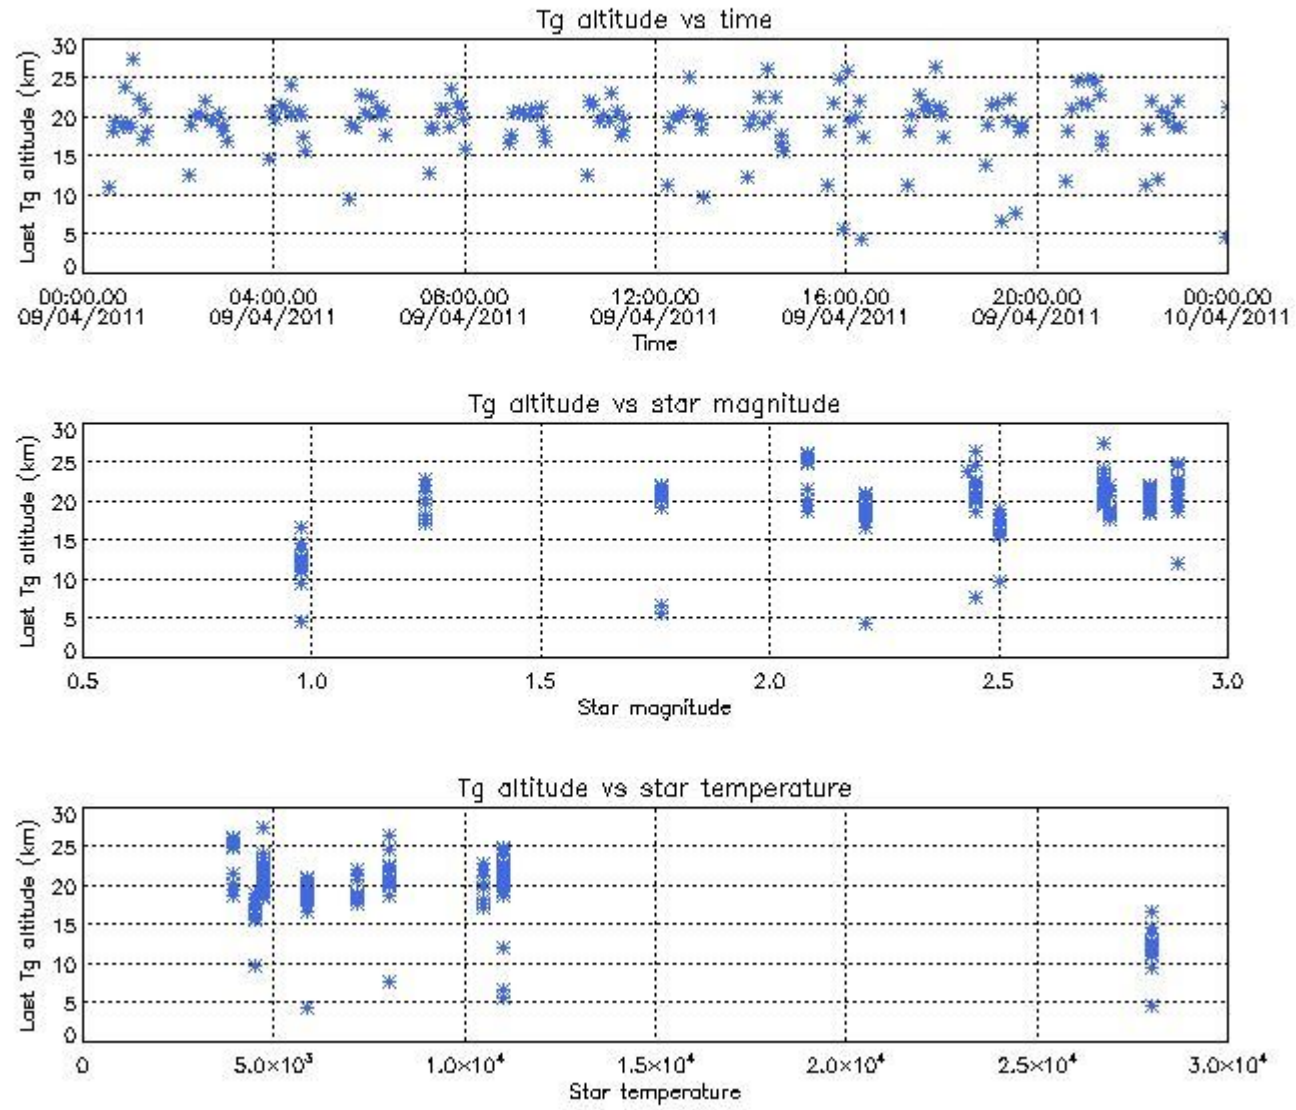 Tg altitude vs time
Last Tg altitude (km)
30
25
20
15
10
5
0
00:00.00 04:00.00 08:00.00 12:00.00 16:00.00 20:00.00 00:00.00
09/04/2011 09/04/2011 09/04/2011 09/04/2011 09/04/2011 09/04/2011 10/04/2011
Time
Tg altitude vs star magnitude
Last Tg altitude (km)
30
25
20
15
10
5
0
0.5 1.0 1.5 2.0 2.5 3.0
Star magnitude
Tg altitude vs star temperature
Last Tg altitude (km)
30
25
20
15
10
5
0
0 5.0×10³ 1.0×10⁴ 1.5×10⁴ 2.0×10⁴ 2.5×10⁴ 3.0×10⁴
Star temperature